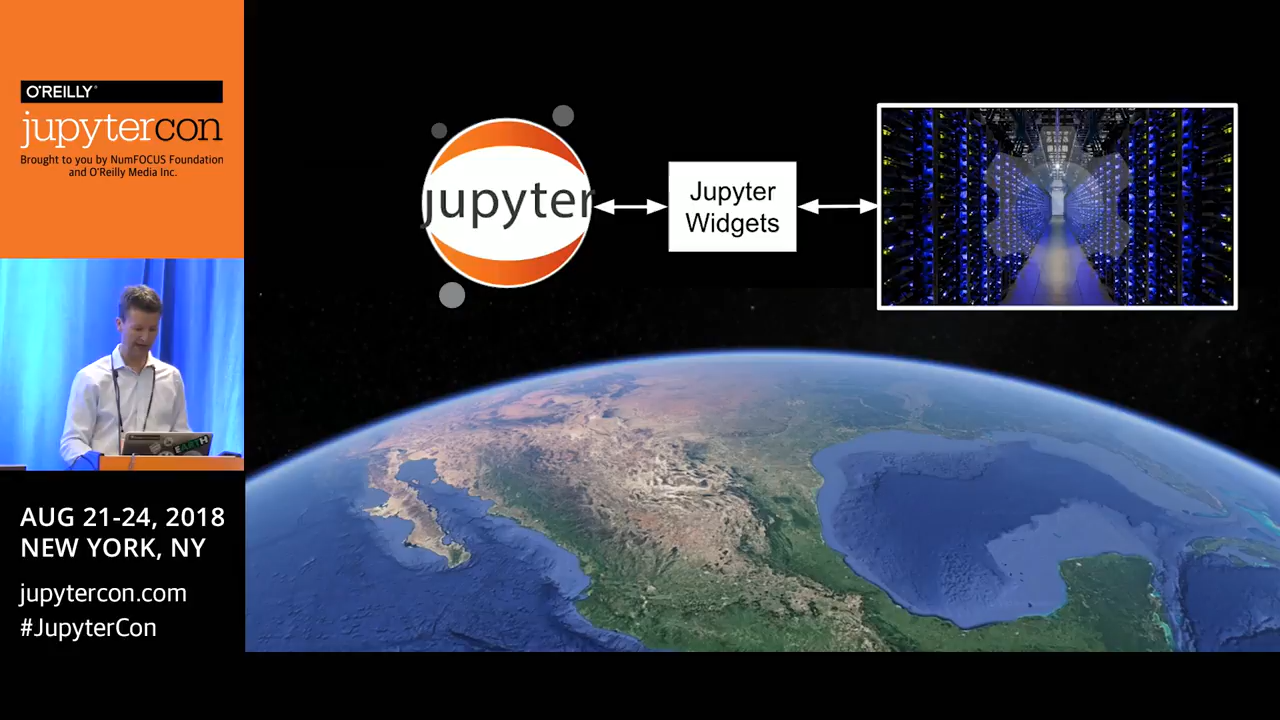 O'REILLY®
jupytercon
Brought to you by NumFOCUS Foundation
and O'Reilly Media Inc.
EARTH
AUG 21-24, 2018
NEW YORK, NY
jupytercon.com
#JupyterCon
jupyter
Jupyter
Widgets